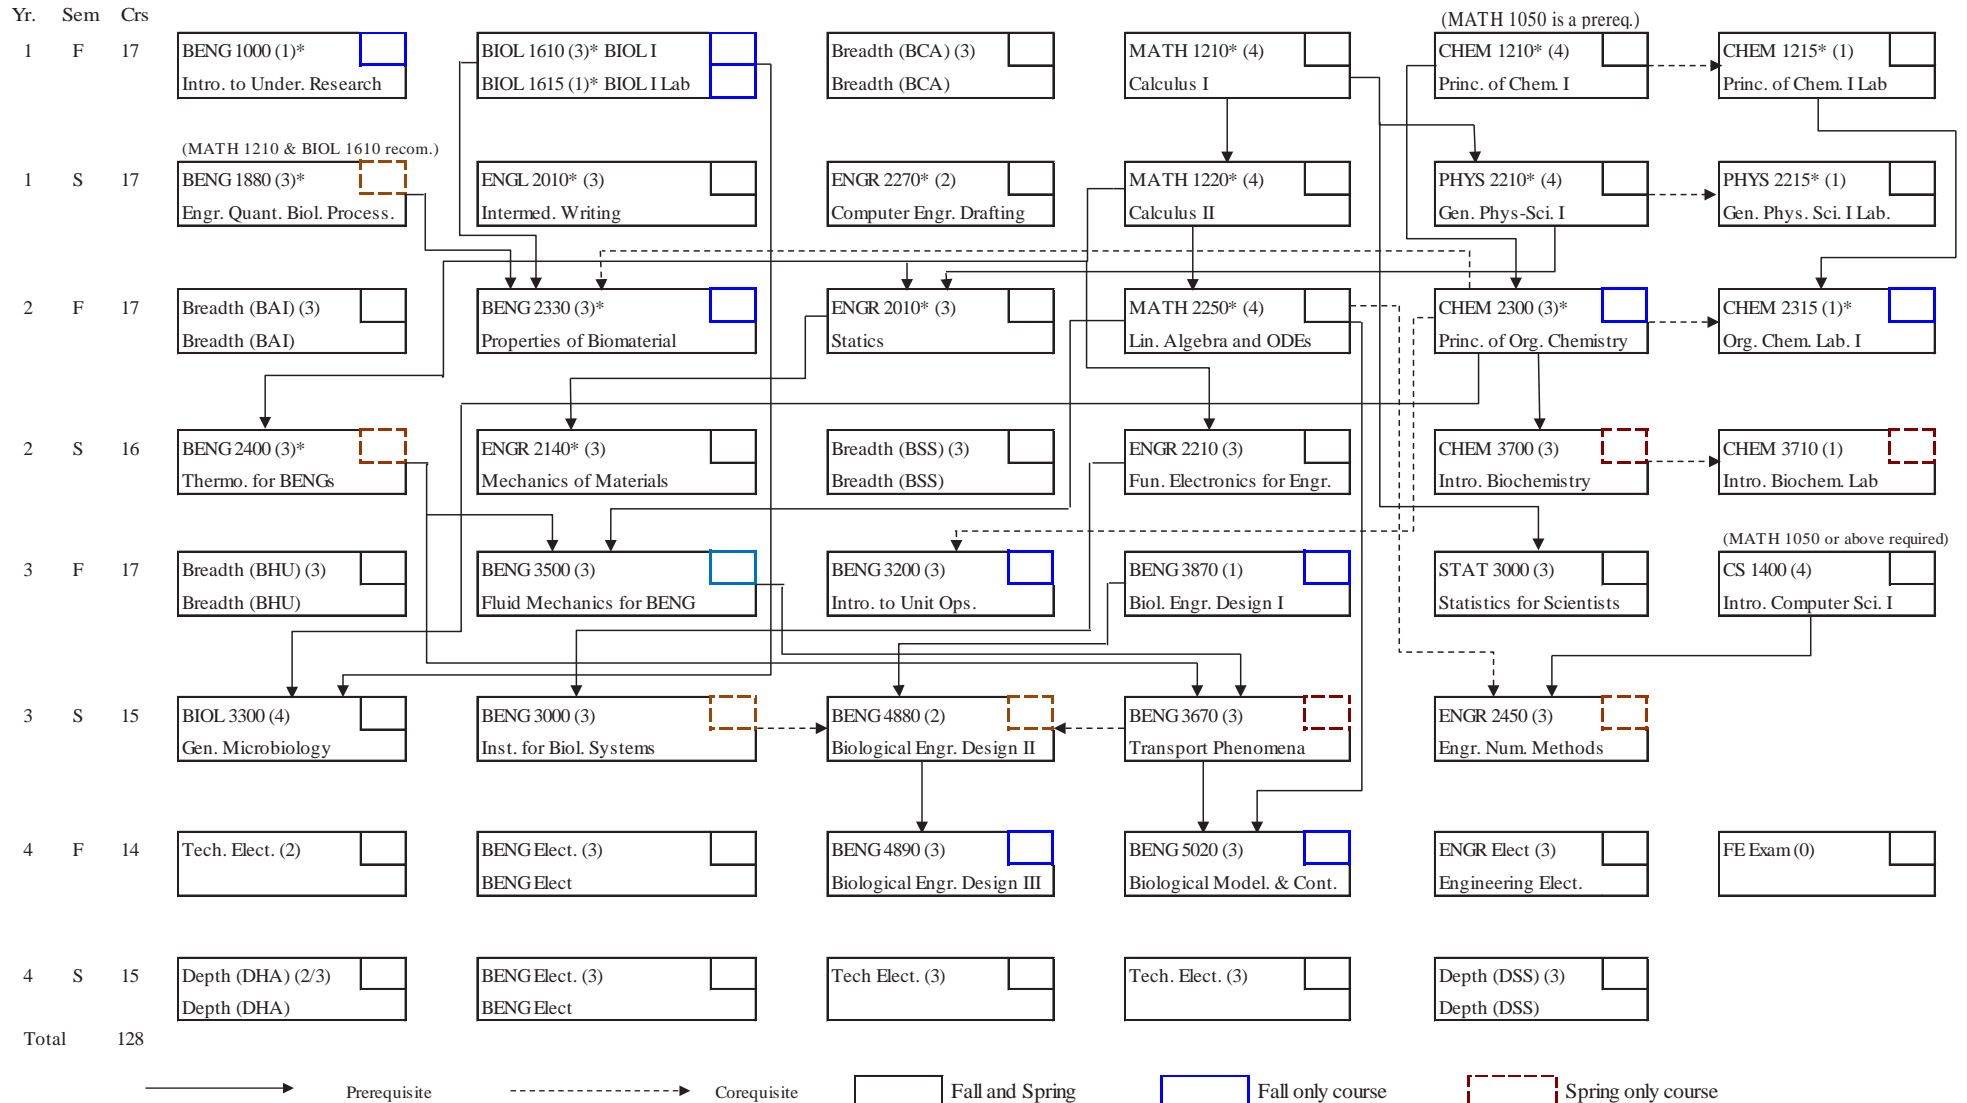 Yr. Sem Crs
(MATH 1050 is a prereq.)
1 F 17
BENG 1000 (1)*
Intro. to Under. Research
BIOL 1610 (3)* BIOL I
BIOL 1615 (1)* BIOL I Lab
Breadth (BCA) (3)
Breadth (BCA)
MATH 1210* (4)
Calculus I
CHEM 1210* (4)
Princ. of Chem. I
CHEM 1215* (1)
Princ. of Chem. I Lab
(MATH 1210 & BIOL 1610 recom.)
1 S 17
BENG 1880 (3)*
Engr. Quant. Biol. Process.
ENGL 2010* (3)
Intermed. Writing
ENGR 2270* (2)
Computer Engr. Drafting
MATH 1220* (4)
Calculus II
PHYS 2210* (4)
Gen. Phys-Sci. I
PHYS 2215* (1)
Gen. Phys. Sci. I Lab.
2 F 17
Breadth (BAI) (3)
Breadth (BAI)
BENG 2330 (3)*
Properties of Biomaterial
ENGR 2010* (3)
Statics
MATH 2250* (4)
Lin. Algebra and ODEs
CHEM 2300 (3)*
Princ. of Org. Chemistry
CHEM 2315 (1)*
Org. Chem. Lab. I
2 S 16
BENG 2400 (3)*
Thermo. for BENGs
ENGR 2140* (3)
Mechanics of Materials
Breadth (BSS) (3)
Breadth (BSS)
ENGR 2210 (3)
Fun. Electronics for Engr.
CHEM 3700 (3)
Intro. Biochemistry
CHEM 3710 (1)
Intro. Biochem. Lab
(MATH 1050 or above required)
3 F 17
Breadth (BHU) (3)
Breadth (BHU)
BENG 3500 (3)
Fluid Mechanics for BENG
BENG 3200 (3)
Intro. to Unit Ops.
BENG 3870 (1)
Biol. Engr. Design I
STAT 3000 (3)
Statistics for Scientists
CS 1400 (4)
Intro. Computer Sci. I
3 S 15
BIOL 3300 (4)
Gen. Microbiology
BENG 3000 (3)
Inst. for Biol. Systems
BENG 4880 (2)
Biological Engr. Design II
BENG 3670 (3)
Transport Phenomena
ENGR 2450 (3)
Engr. Num. Methods
4 F 14
Tech. Elect. (2)
BENG Elect. (3)
BENG Elect
BENG 4890 (3)
Biological Engr. Design III
BENG 5020 (3)
Biological Model. & Cont.
ENGR Elect (3)
Engineering Elect.
FE Exam (0)
4 S 15
Depth (DHA) (2/3)
Depth (DHA)
BENG Elect. (3)
BENG Elect
Tech Elect. (3)
Tech. Elect. (3)
Depth (DSS) (3)
Depth (DSS)
Total 128
Prerequisite
Corequisite
Fall and Spring
Fall only course
Spring only course